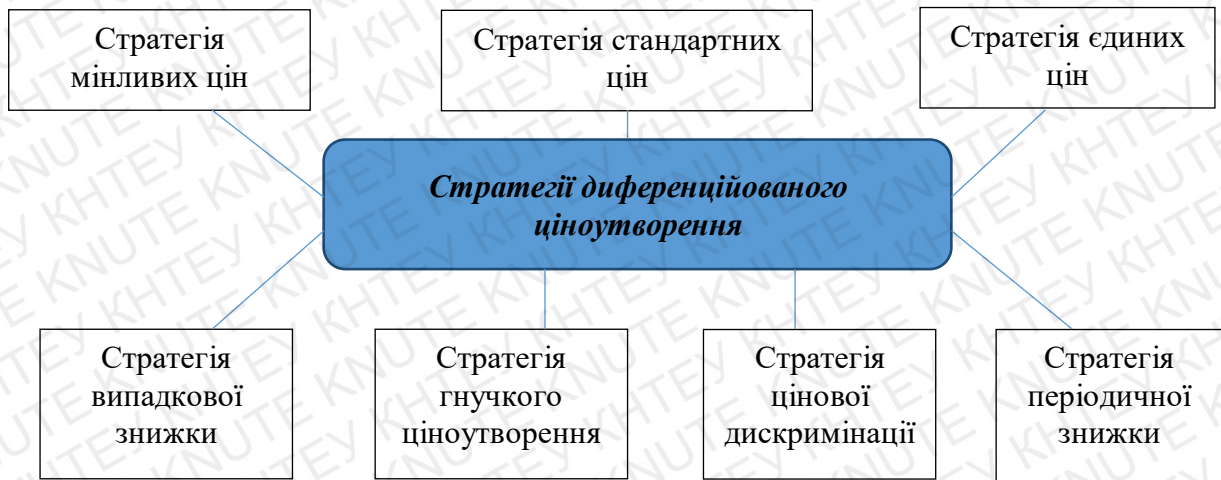 Стратегія
мінливих цін
Стратегія стандартних
цін
Стратегія єдиних
цін
Стратегії диференційованого
ціноутворення
Стратегія
випадкової
знижки
Стратегія
гнучкого
ціноутворення
Стратегія
цінової
дискримінації
Стратегія
періодичної
знижки